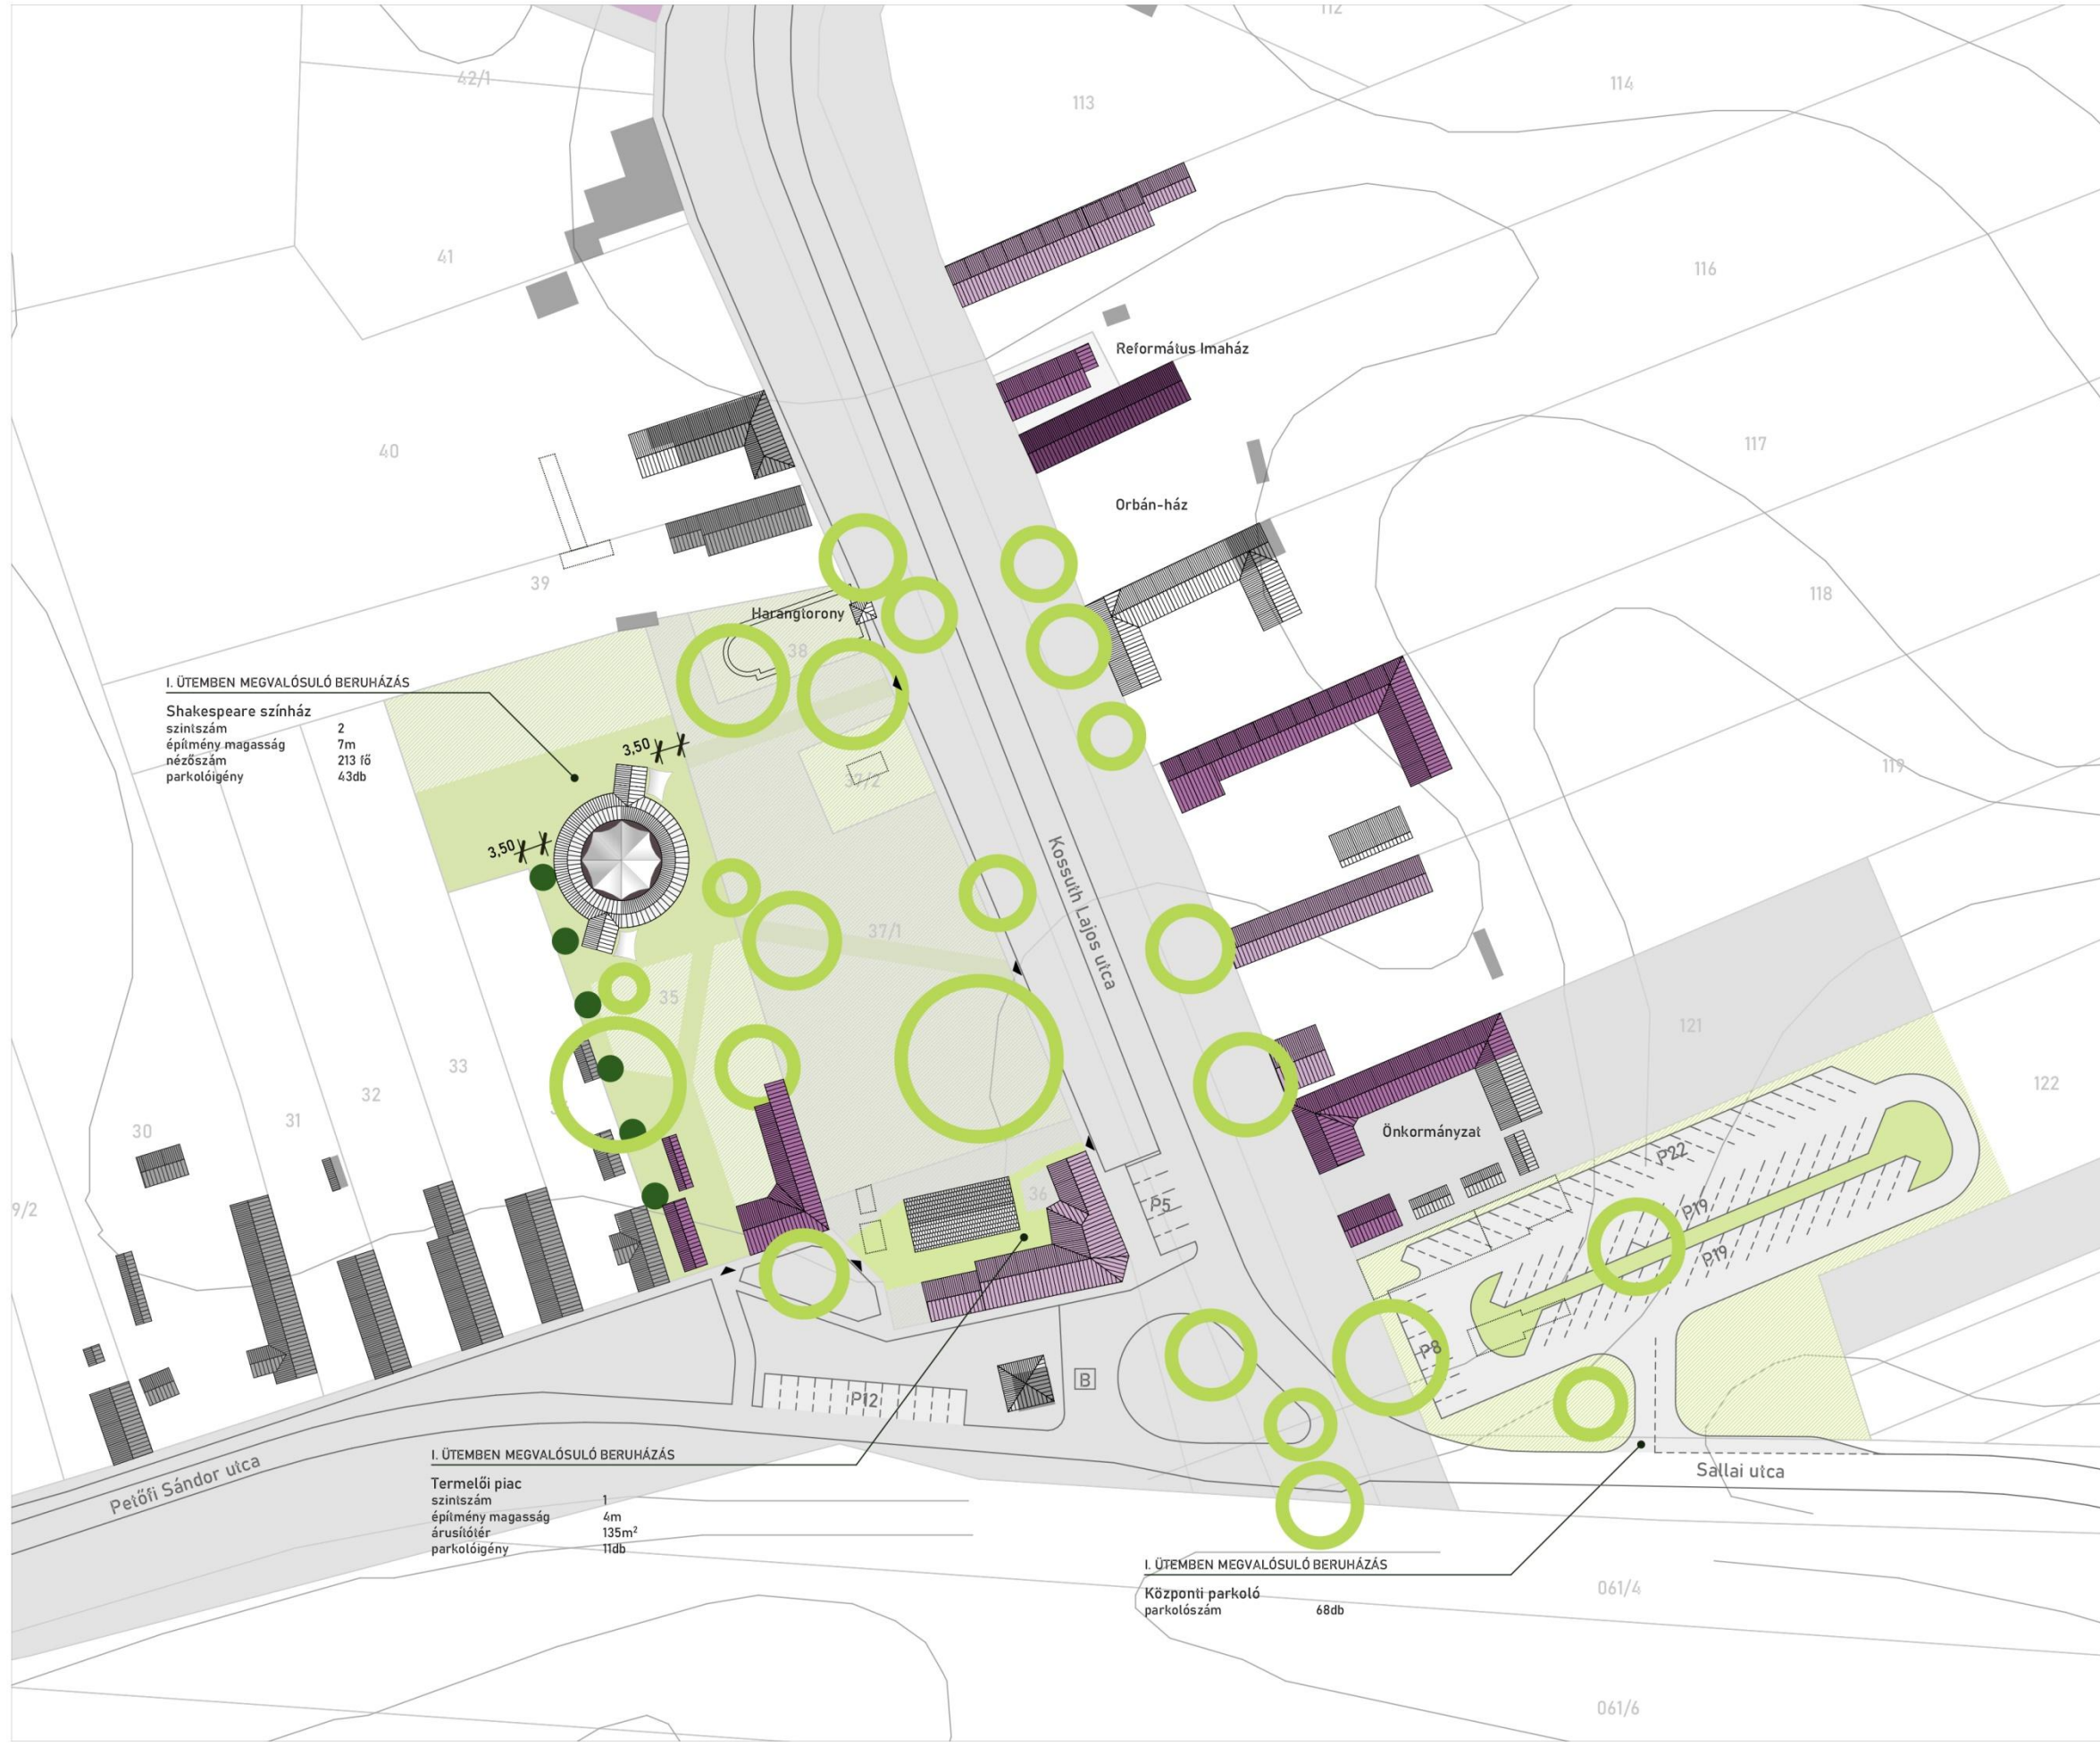 112
42/1
114
113
41
116
Református Imaház
40
117
Orbán-ház
39
118
Harangtorony
38
I. ÜTEMBEN MEGVALÓSULÓ BERUHÁZÁS
Shakespeare színház
szintszám 2
építmény magasság 7m
nézőszám 213 fő
parkolóigény 43db
3,50
37/2
119
3,50
Kossuth Lajos utca
37/1
35
121
33
122
32
31
30
Önkormányzat
P22
36
P5
P19
9/2
P19
P8
B
P12
I. ÜTEMBEN MEGVALÓSULÓ BERUHÁZÁS
Termelői piac
szintszám 1
építmény magasság 4m
árusítótér 135m²
parkolóigény 11db
Petőfi Sándor utca
Sallai utca
I. ÜTEMBEN MEGVALÓSULÓ BERUHÁZÁS
Központi parkoló
parkolószám 68db
061/4
061/6